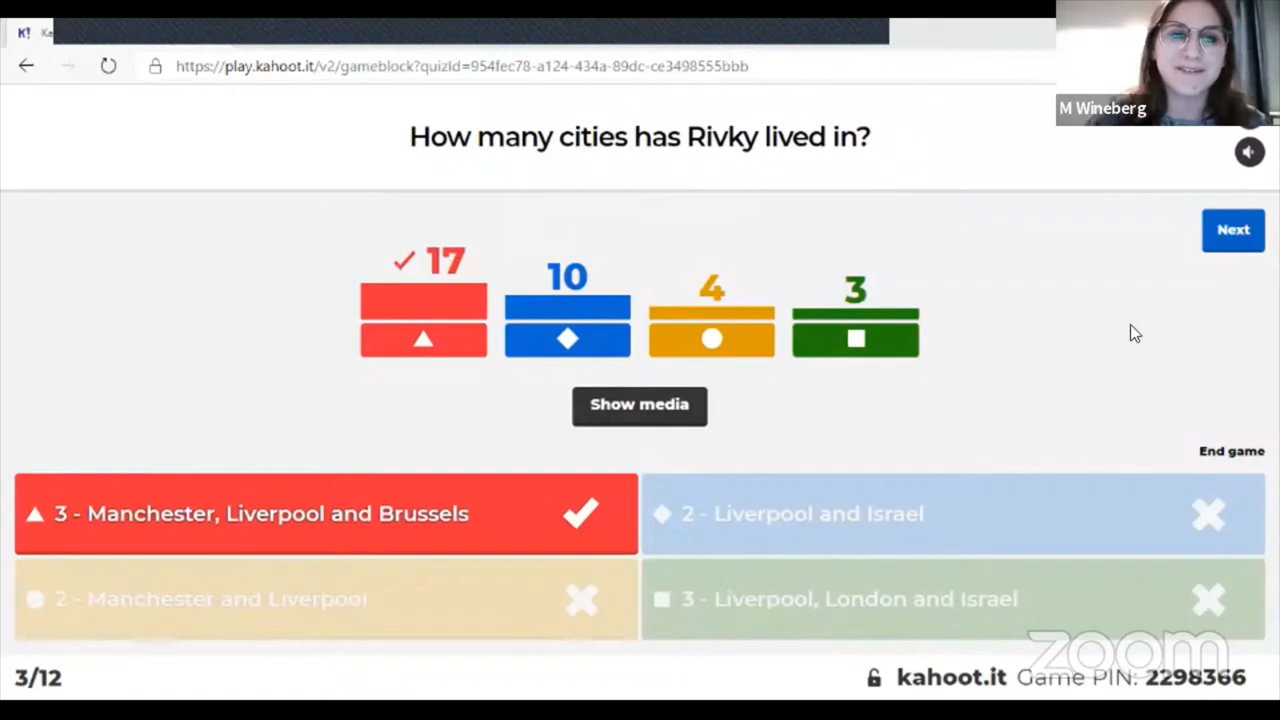 K! Ka
https://play.kahoot.it/v2/gameblock?quizId=954fec78-a124-434a-89dc-ce3498555bbb
M Wineberg
How many cities has Rivky lived in?
Next
17
10
4
3
Show media
End game
3 - Manchester, Liverpool and Brussels
2 - Liverpool and Israel
2 - Manchester and Liverpool
3 - Liverpool, London and Israel
zoom
3/12
kahoot.it Game PIN: 2298366